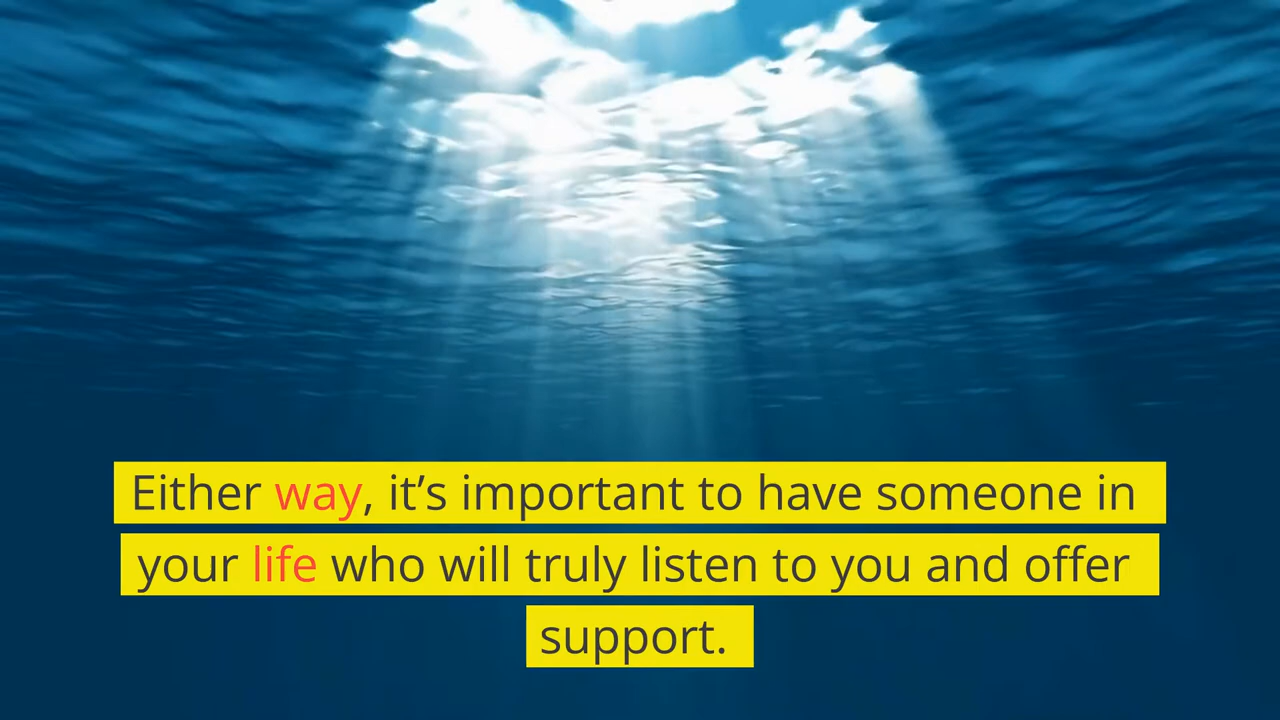 Either way, it’s important to have someone in
your life who will truly listen to you and offer
support.